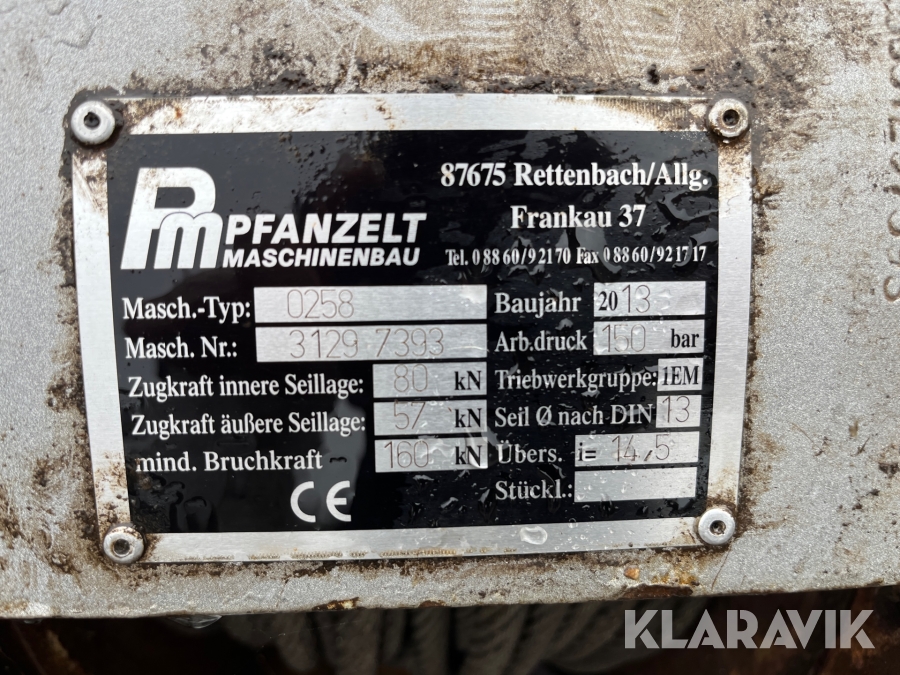 Pm PFANZELT
MASCHINENBAU
87675 Rettenbach/Allg.
Frankau 37
Tel. 0 88 60/9 21 70 Fax 0 88 60/9 21 7 17
Masch.-Typ: 0258
Masch. Nr.: 3129 7393
Zugkraft innere Seillage: 80 kN
Zugkraft äußere Seillage: 57 kN
mind. Bruchkraft 160 kN
CE
Baujahr 2013
Arb.druck 150 bar
Triebwerkgruppe: 1EM
Seil Ø nach DIN 13
Übers. i= 14,5
Stückl.:
KLARAVIK